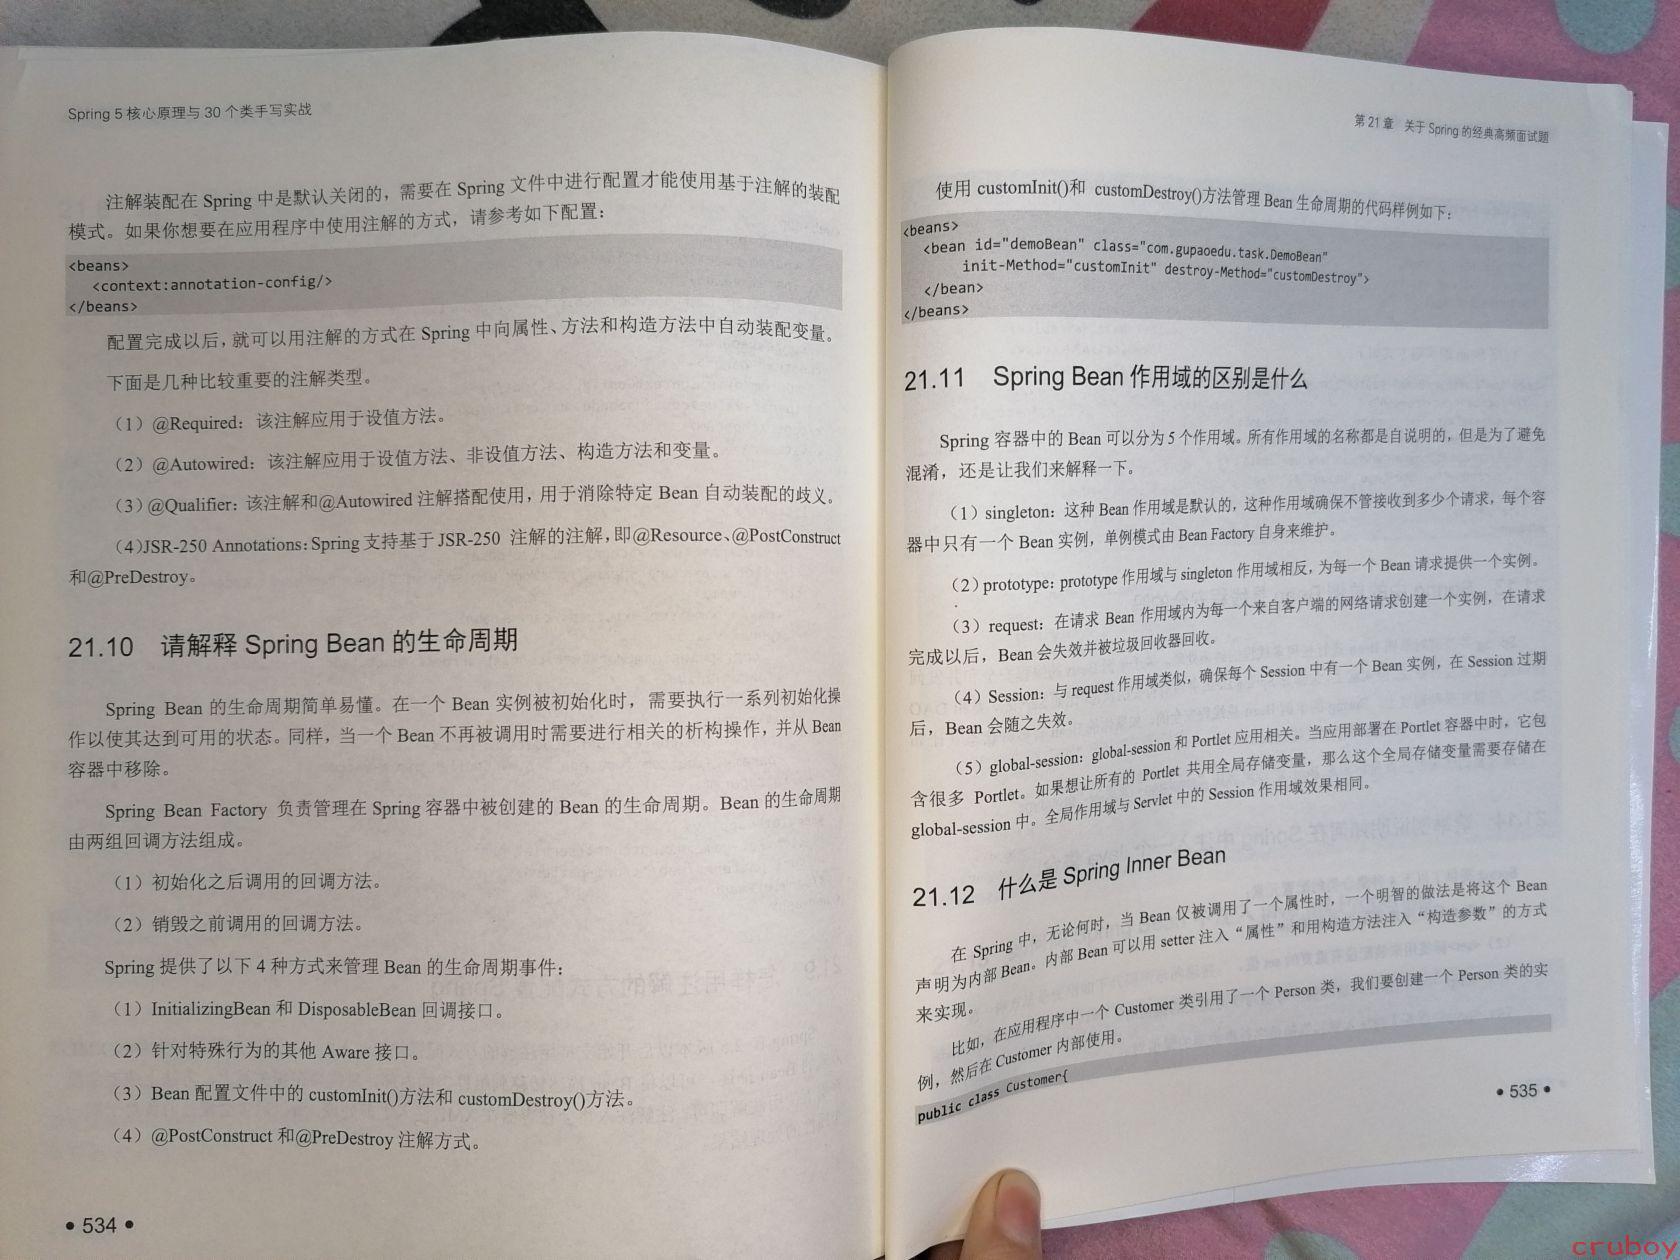 Spring 5 核心原理与 30 个类手写实战
注解装配在 Spring 中是默认关闭的，需要在 Spring 文件中进行配置才能使用基于注解的装配
模式。如果你想要在应用程序中使用注解的方式，请参考如下配置：
<beans>
<context:annotation-config/>
</beans>
配置完成以后，就可以用注解的方式在 Spring 中向属性、方法和构造方法中自动装配变量。
下面是几种比较重要的注解类型。
（1）@Required：该注解应用于设值方法。
（2）@Autowired：该注解应用于设值方法、非设值方法、构造方法和变量。
（3）@Qualifier：该注解和@Autowired 注解搭配使用，用于消除特定 Bean 自动装配的歧义。
（4）JSR-250 Annotations：Spring 支持基于 JSR-250 注解的注解，即@Resource、@PostConstruct
和@PreDestroy。
21.10 请解释 Spring Bean 的生命周期
Spring Bean 的生命周期简单易懂。在一个 Bean 实例被初始化时，需要执行一系列初始化操
作以使其达到可用的状态。同样，当一个 Bean 不再被调用时需要进行相关的析构操作，并从 Bean
容器中移除。
Spring Bean Factory 负责管理在 Spring 容器中被创建的 Bean 的生命周期。Bean 的生命周期
由两组回调方法组成。
（1）初始化之后调用的回调方法。
（2）销毁之前调用的回调方法。
Spring 提供了以下 4 种方式来管理 Bean 的生命周期事件：
（1）InitializingBean 和 DisposableBean 回调接口。
（2）针对特殊行为的其他 Aware 接口。
（3）Bean 配置文件中的 customInit()方法和 customDestroy()方法。
（4）@PostConstruct 和@PreDestroy 注解方式。
• 534 •
第 21 章 关于 Spring 的经典高频面试题
使用 customInit()和 customDestroy()方法管理 Bean 生命周期的代码样例如下：
<beans>
<bean id="demoBean" class="com.gupaoedu.task.DemoBean"
init-Method="customInit" destroy-Method="customDestroy">
</bean>
</beans>
21.11 Spring Bean 作用域的区别是什么
Spring 容器中的 Bean 可以分为 5 个作用域。所有作用域的名称都是自说明的，但是为了避免
混淆，还是让我们来解释一下。
（1）singleton：这种 Bean 作用域是默认的，这种作用域确保不管接收到多少个请求，每个容
器中只有一个 Bean 实例，单例模式由 Bean Factory 自身来维护。
（2）prototype：prototype 作用域与 singleton 作用域相反，为每一个 Bean 请求提供一个实例。
（3）request：在请求 Bean 作用域内为每一个来自客户端的网络请求创建一个实例，在请求
完成以后，Bean 会失效并被垃圾回收器回收。
（4）Session：与 request 作用域类似，确保每个 Session 中有一个 Bean 实例，在 Session 过期
后，Bean 会随之失效。
（5）global-session：global-session 和 Portlet 应用相关。当应用部署在 Portlet 容器中时，它包
含很多 Portlet。如果想让所有的 Portlet 共用全局存储变量，那么这个全局存储变量需要存储在
global-session 中。全局作用域与 Servlet 中的 Session 作用域效果相同。
21.12 什么是 Spring Inner Bean
在 Spring 中，无论何时，当 Bean 仅被调用了一个属性时，一个明智的做法是将这个 Bean
声明为内部 Bean。内部 Bean 可以用 setter 注入“属性”和用构造方法注入“构造参数”的方式
来实现。
比如，在应用程序中一个 Customer 类引用了一个 Person 类，我们要创建一个 Person 类的实
例，然后在 Customer 内部使用。
public class Customer{
• 535 •
cruboy